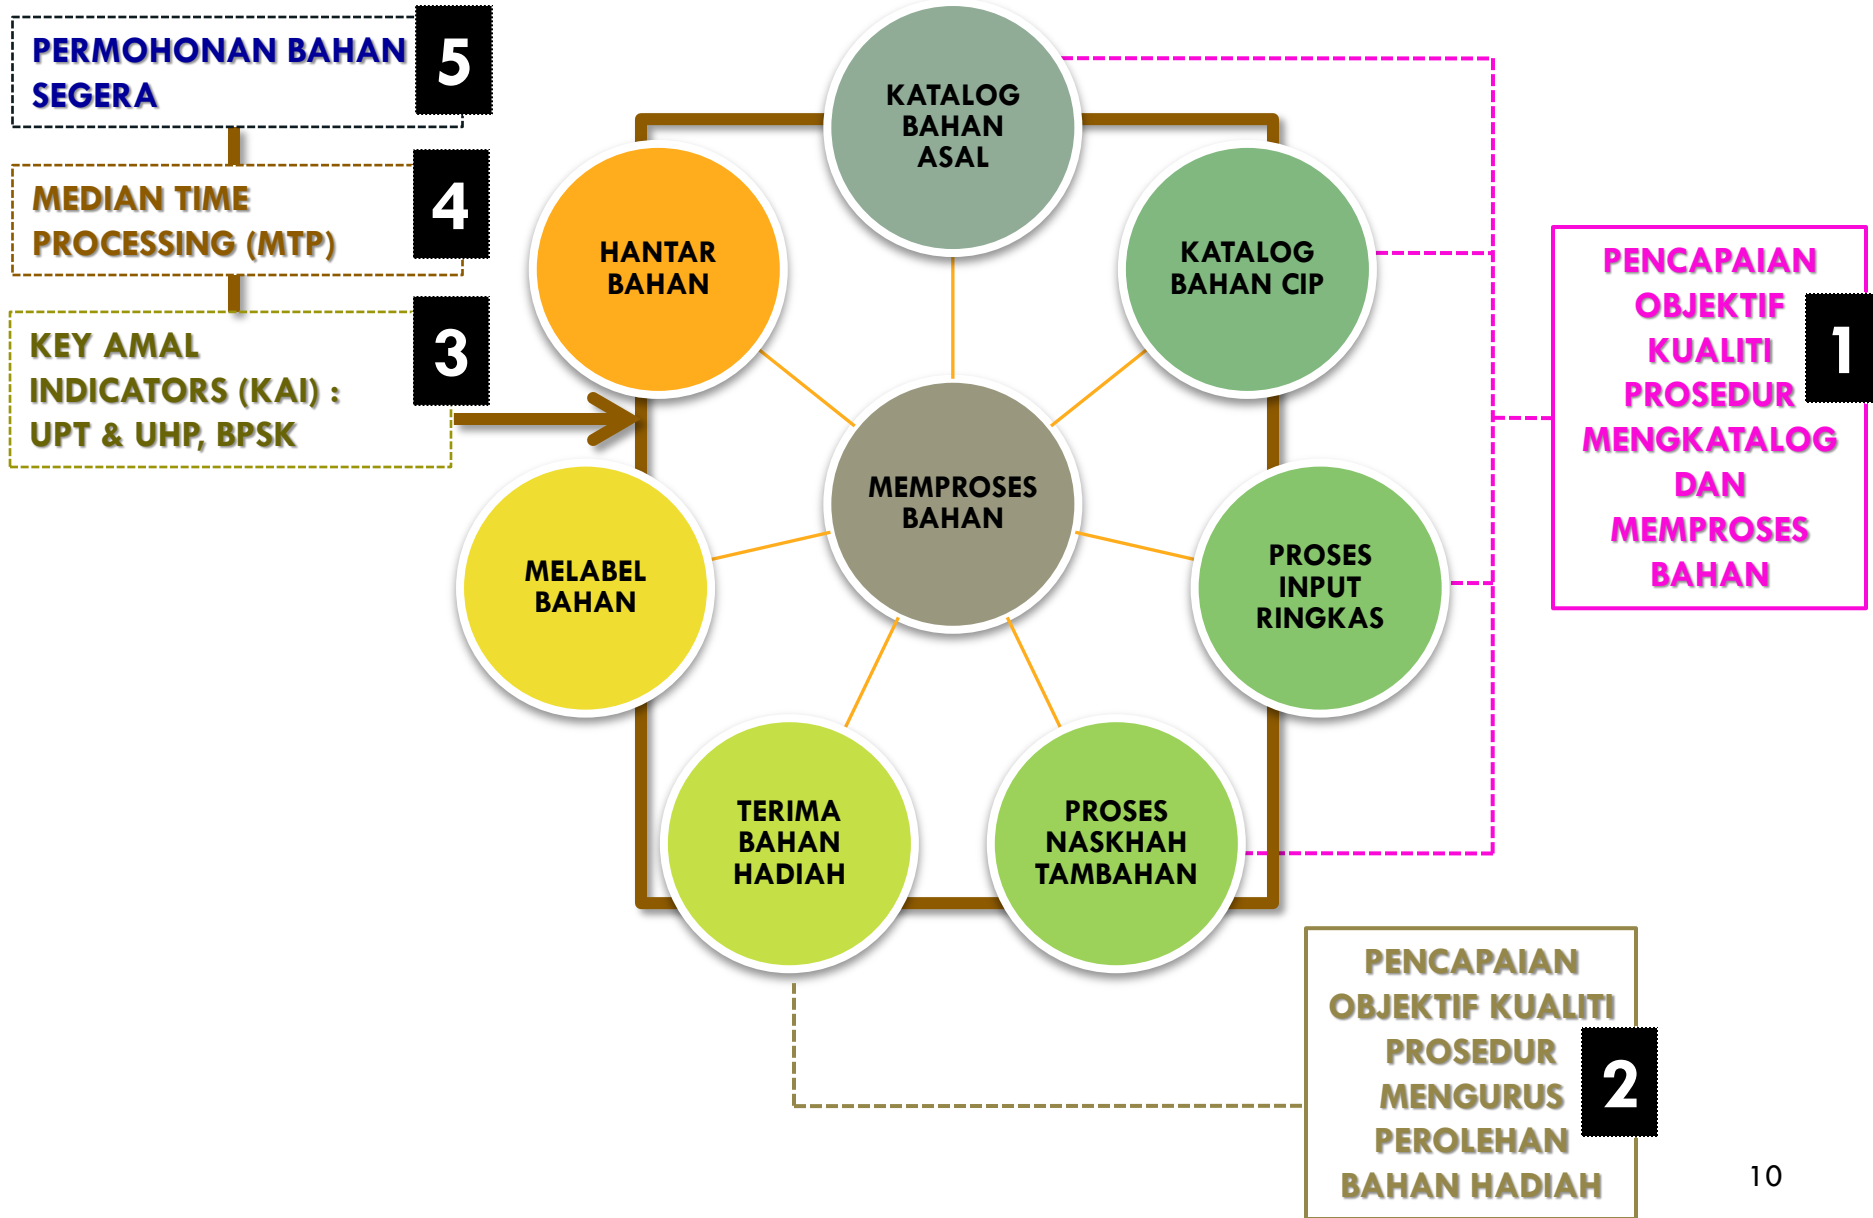 PERMOHONAN BAHAN
SEGERA
5
MEDIAN TIME
PROCESSING (MTP)
4
KEY AMAL
INDICATORS (KAI) :
UPT & UHP, BPSK
3
KATALOG
BAHAN
ASAL
HANTAR
BAHAN
KATALOG
BAHAN CIP
MEMPROSES
BAHAN
MELABEL
BAHAN
PROSES
INPUT
RINGKAS
TERIMA
BAHAN
HADIAH
PROSES
NASKHAH
TAMBAHAN
PENCAPAIAN
OBJEKTIF
KUALITI
PROSEDUR
MENGKATALOG
DAN
MEMPROSES
BAHAN
1
PENCAPAIAN
OBJEKTIF KUALITI
PROSEDUR
MENGURUS
PEROLEHAN
BAHAN HADIAH
2
10